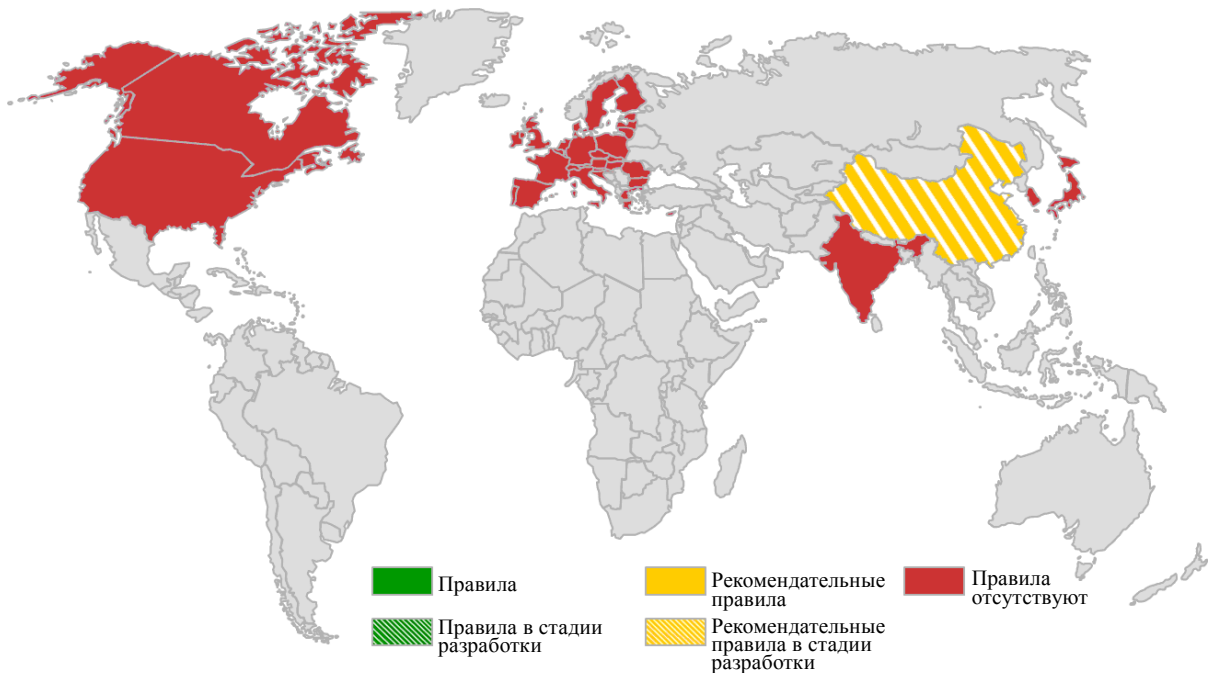 Правила
Рекомендательные
правила
Правила
отсутствуют
Правила в стадии
разработки
Рекомендательные
правила в стадии
разработки